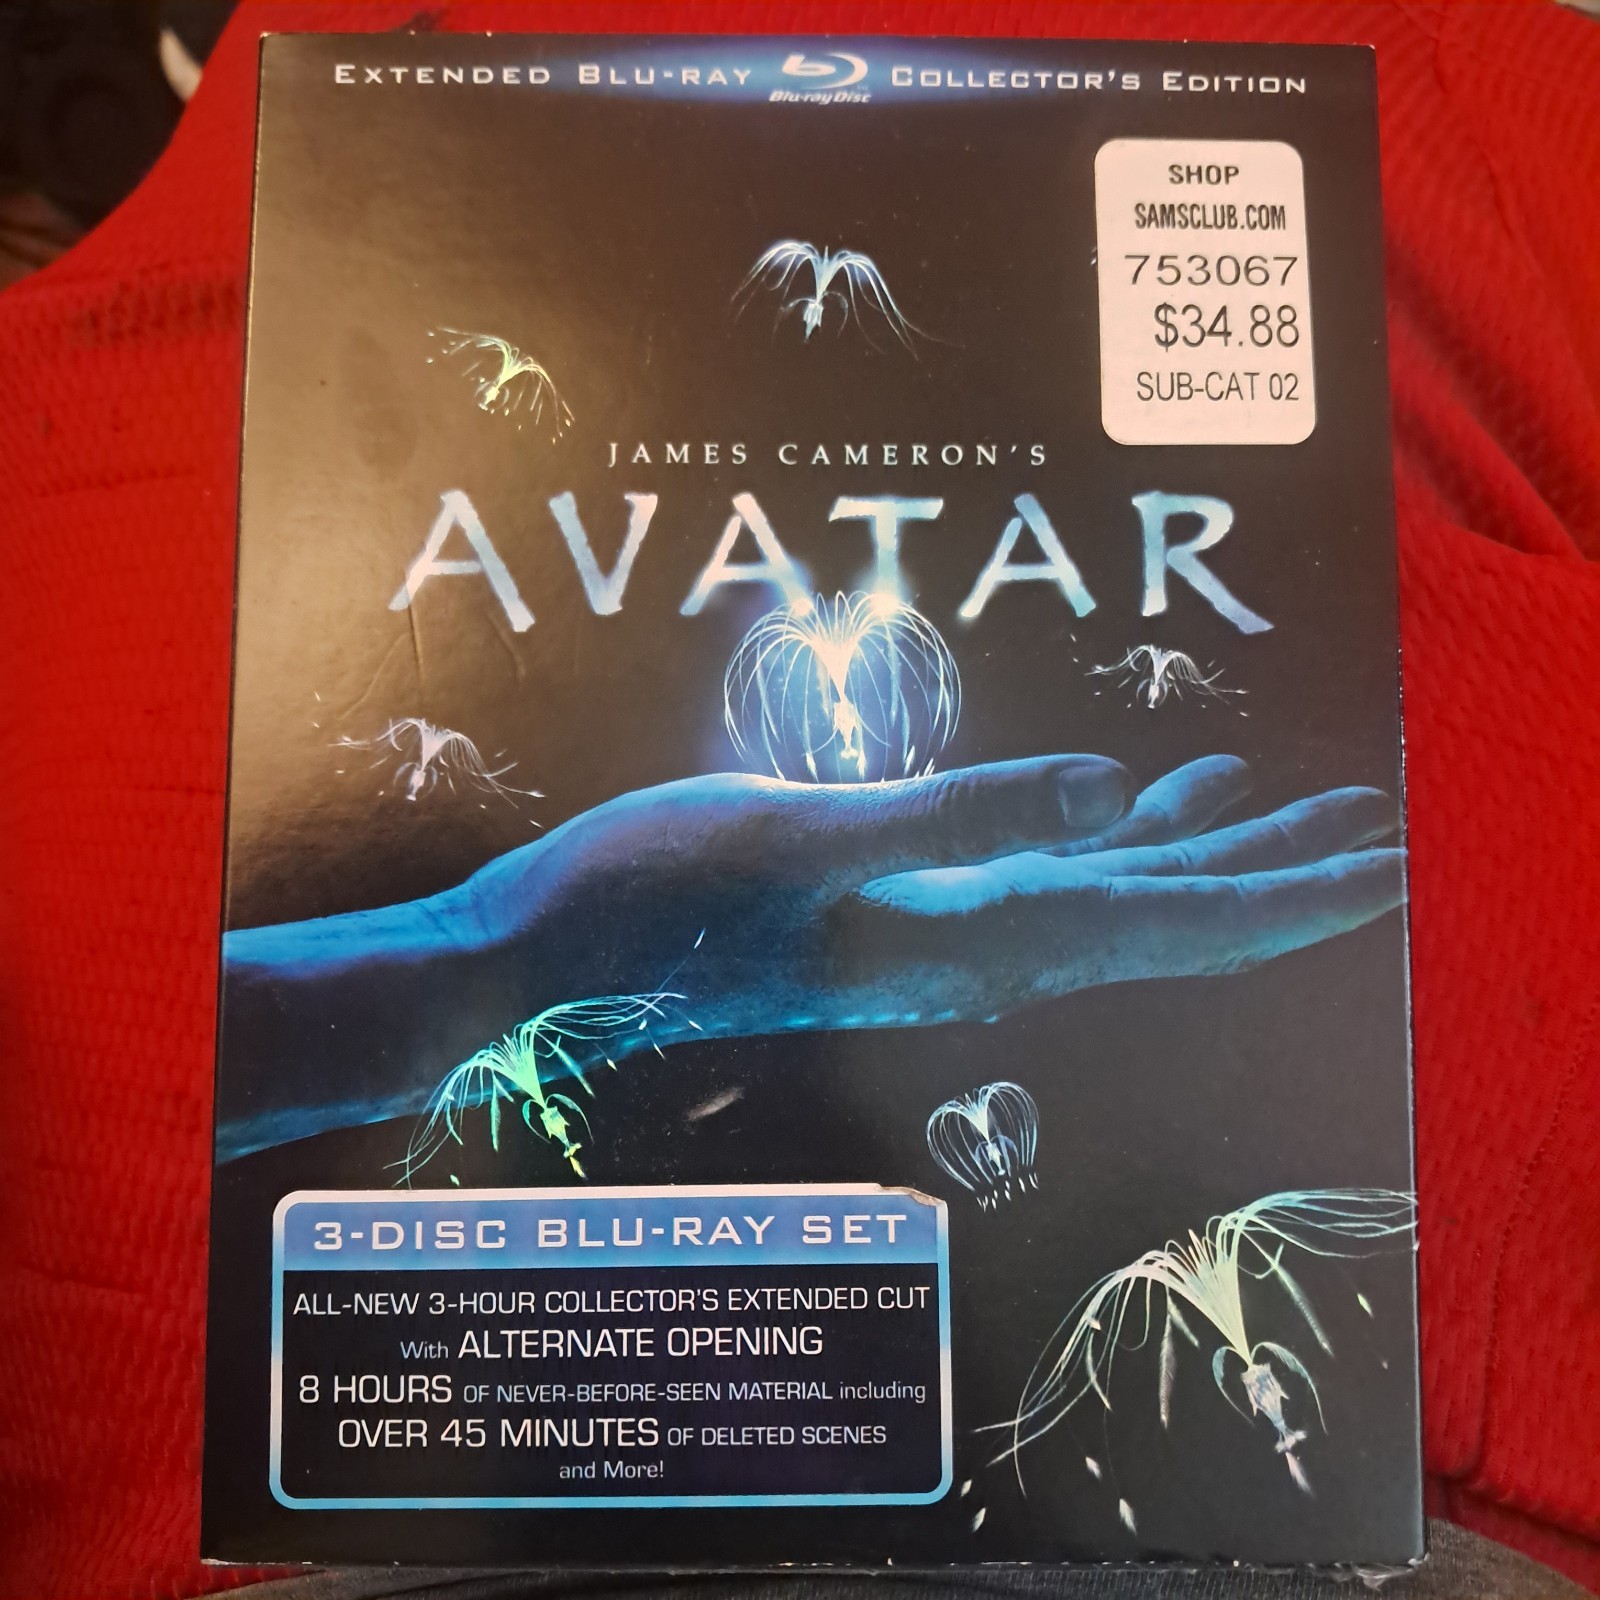 EXTENDED BLU-RAY Blu-ray Disc COLLECTOR'S EDITION
SHOP
SAMSCLUB.COM
753067
$34.88
SUB-CAT 02
JAMES CAMERON'S
AVATAR
3-DISC BLU-RAY SET
ALL-NEW 3-HOUR COLLECTOR'S EXTENDED CUT
With ALTERNATE OPENING
8 HOURS OF NEVER-BEFORE-SEEN MATERIAL including
OVER 45 MINUTES OF DELETED SCENES
and More!